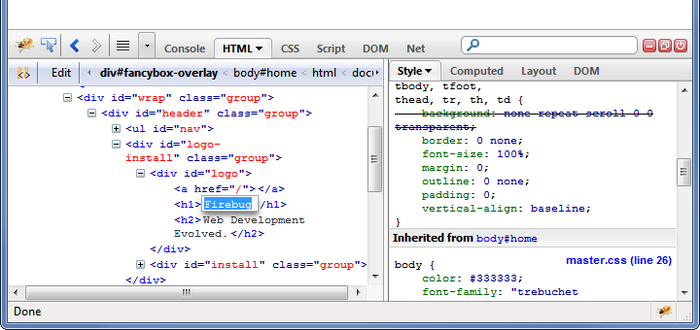 Console HTML CSS Script DOM Net
Edit div#fancybox-overlay < body#home < html < docu
Style Computed Layout DOM
<div id="wrap" class="group">
<div id="header" class="group">
<ul id="nav">
<div id="logo-
install" class="group">
<div id="logo">
<a href="/"></a>
<h1>Firebug/h1>
<h2>Web Development
Evolved.</h2>
</div>
<div id="install" class="group">
</div>
tbody, tfoot,
thead, tr, th, td {
background: none repeat scroll 0 0
transparent;
border: 0 none;
font-size: 100%;
margin: 0;
outline: 0 none;
padding: 0;
vertical-align: baseline;
}
Inherited from body#home
master.css (line 26)
body {
color: #333333;
font-family: "trebuchet
Done